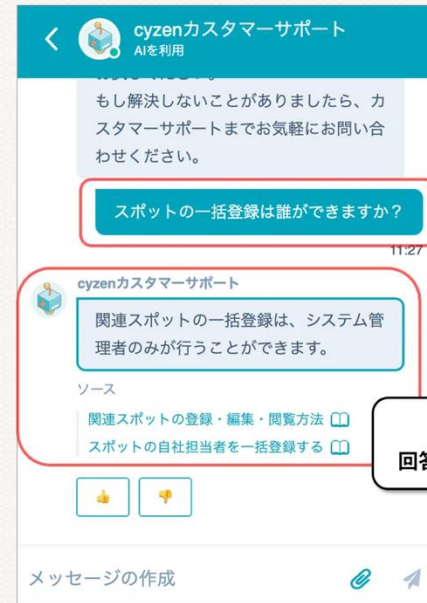 cyzenカスタマーサポート
AIを利用
もし解決しないことがありましたら、カ
スタマーサポートまでお気軽にお問い合
わせください。
スポットの一括登録は誰ができますか?
11:27
cyzenカスタマーサポート
関連スポットの一括登録は、システム管
理者のみが行うことができます。
ソース
関連スポットの登録・編集・閲覧方法
スポットの自社担当者を一括登録する
回答
メッセージの作成